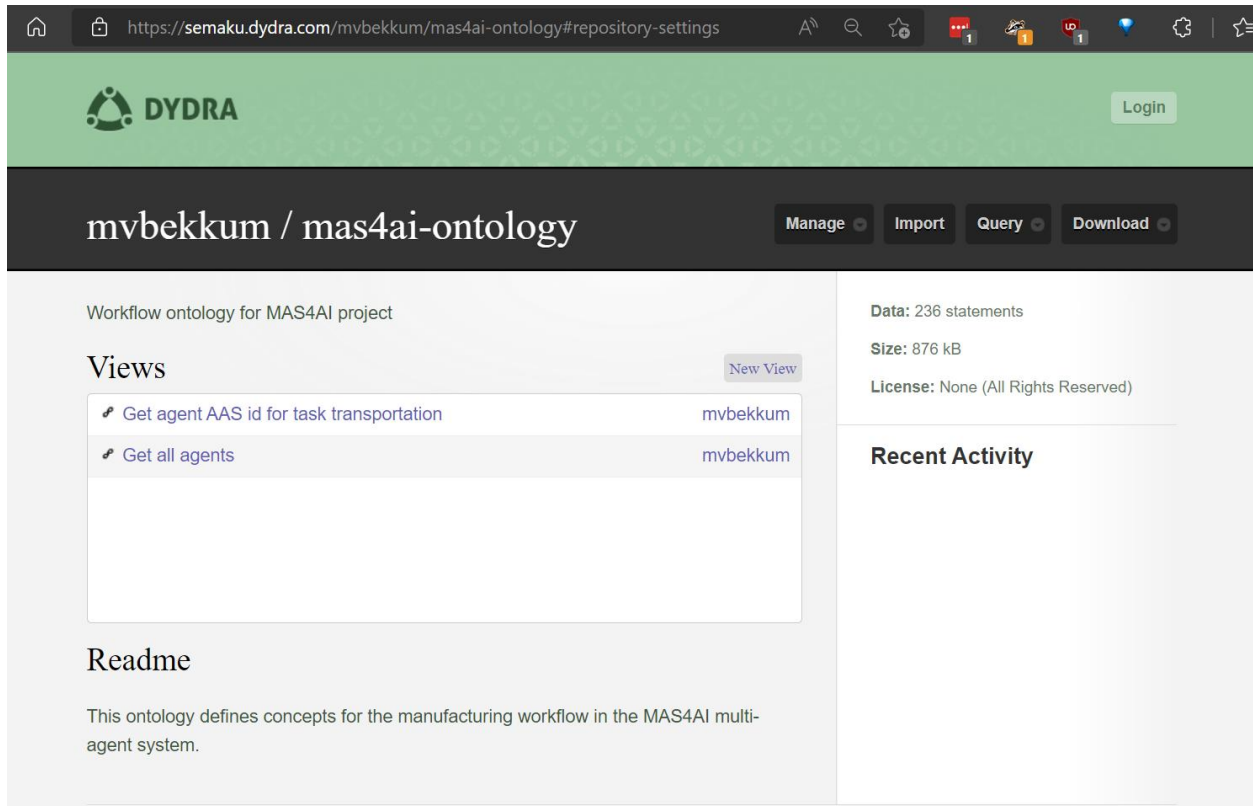 https://semaku.dydra.com/mvbekkum/mas4ai-ontology#repository-settings
1
1
1
DYDRA
Login
mvbekkum / mas4ai-ontology
Manage
Import
Query
Download
Workflow ontology for MAS4AI project
Views
New View
Get agent AAS id for task transportation
mvbekkum
Get all agents
mvbekkum
Readme
This ontology defines concepts for the manufacturing workflow in the MAS4AI multi-
agent system.
Data: 236 statements
Size: 876 kB
License: None (All Rights Reserved)
Recent Activity